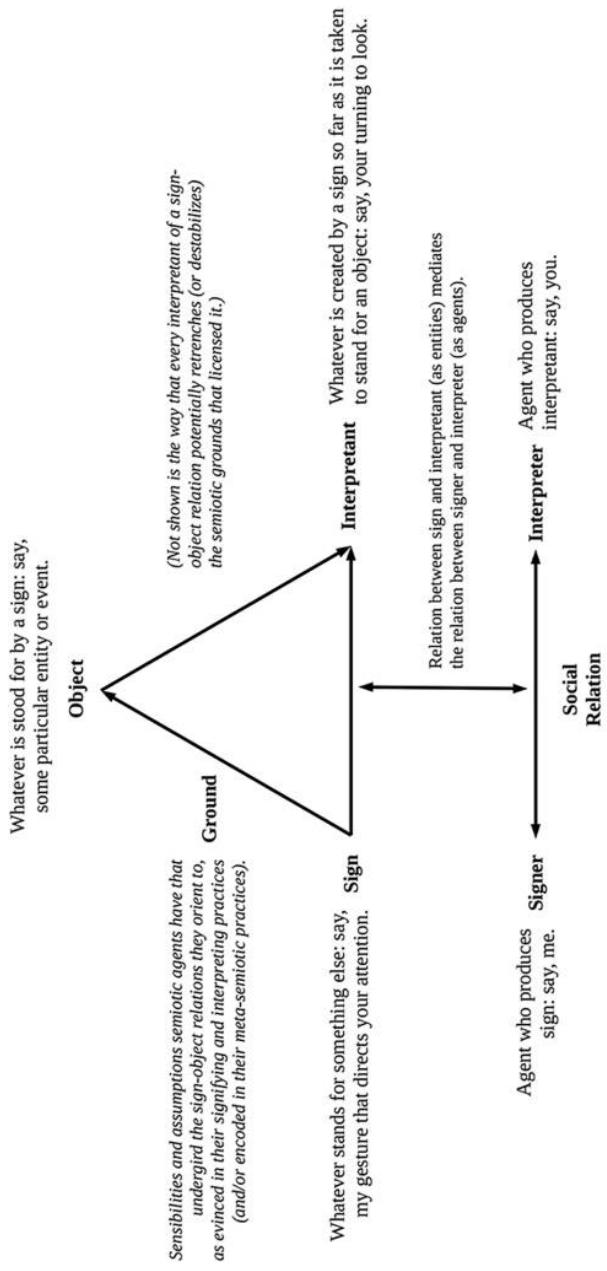 Whatever is stood for by a sign: say,
some particular entity or event.
Object
Sensibilities and assumptions semiotic agents have that
undergird the sign-object relations they orient to,
as evinced in their signifying and interpreting practices
(and/or encoded in their meta-semiotic practices).
Ground
(Not shown is the way that every interpretant of a sign-
object relation potentially retrenches (or destabilizes)
the semiotic grounds that licensed it.)
Whatever stands for something else: say,
my gesture that directs your attention.
Sign
Interpretant
Whatever is created by a sign so far as it is taken
to stand for an object: say, your turning to look.
Relation between sign and interpretant (as entities) mediates
the relation between signer and interpreter (as agents).
Agent who produces
sign: say, me.
Signer
Social
Relation
Interpreter
Agent who produces
interpretant: say, you.